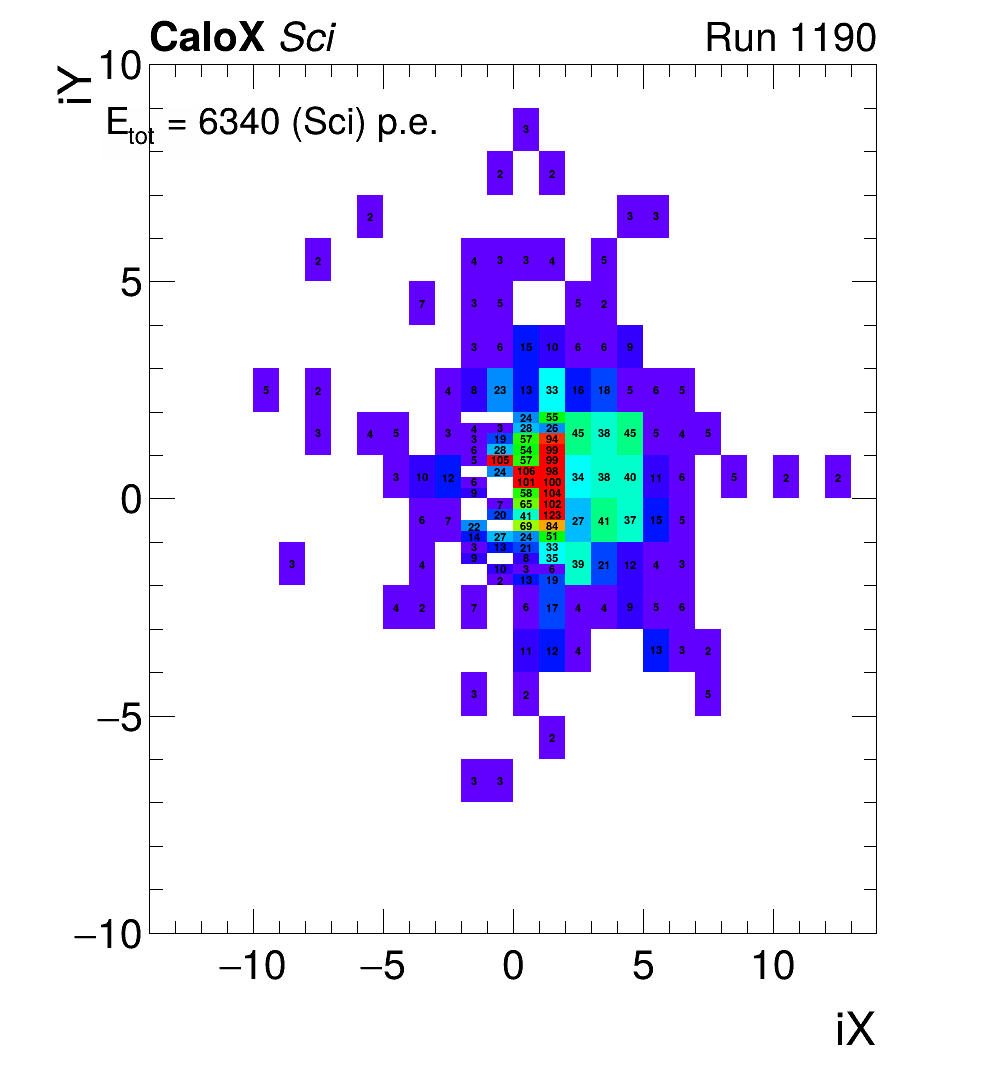 CaloX Sci Run 1190
iY
10
E_tot = 6340 (Sci) p.e.
3
2 2
2 3 3
2 4 3 3 4 5
5
7 3 5 5 2
3 6 15 10 6 6 9
5 2 4 8 23 13 33 16 18 5 6 5
24 55
3 4 5 3 4 3 28 26 45 38 45 5 4 5
3 19 57 94
6 28 54 99
5 105 57 99
24 106 98
3 10 12 6 101 100 34 38 40 11 6 5 2 2
9 58 104
0
7 65 102
6 7 20 41 123 27 41 37 15 5
22 69 84
14 27 24 51
3 13 21 33
9 8 35
3 4 10 3 6 39 21 12 4 3
2 13 19
4 2 7 6 17 4 4 9 5 6
11 12 4 13 3 2
3 2 5
−5
2
3 3
−10
−10 −5 0 5 10
iX